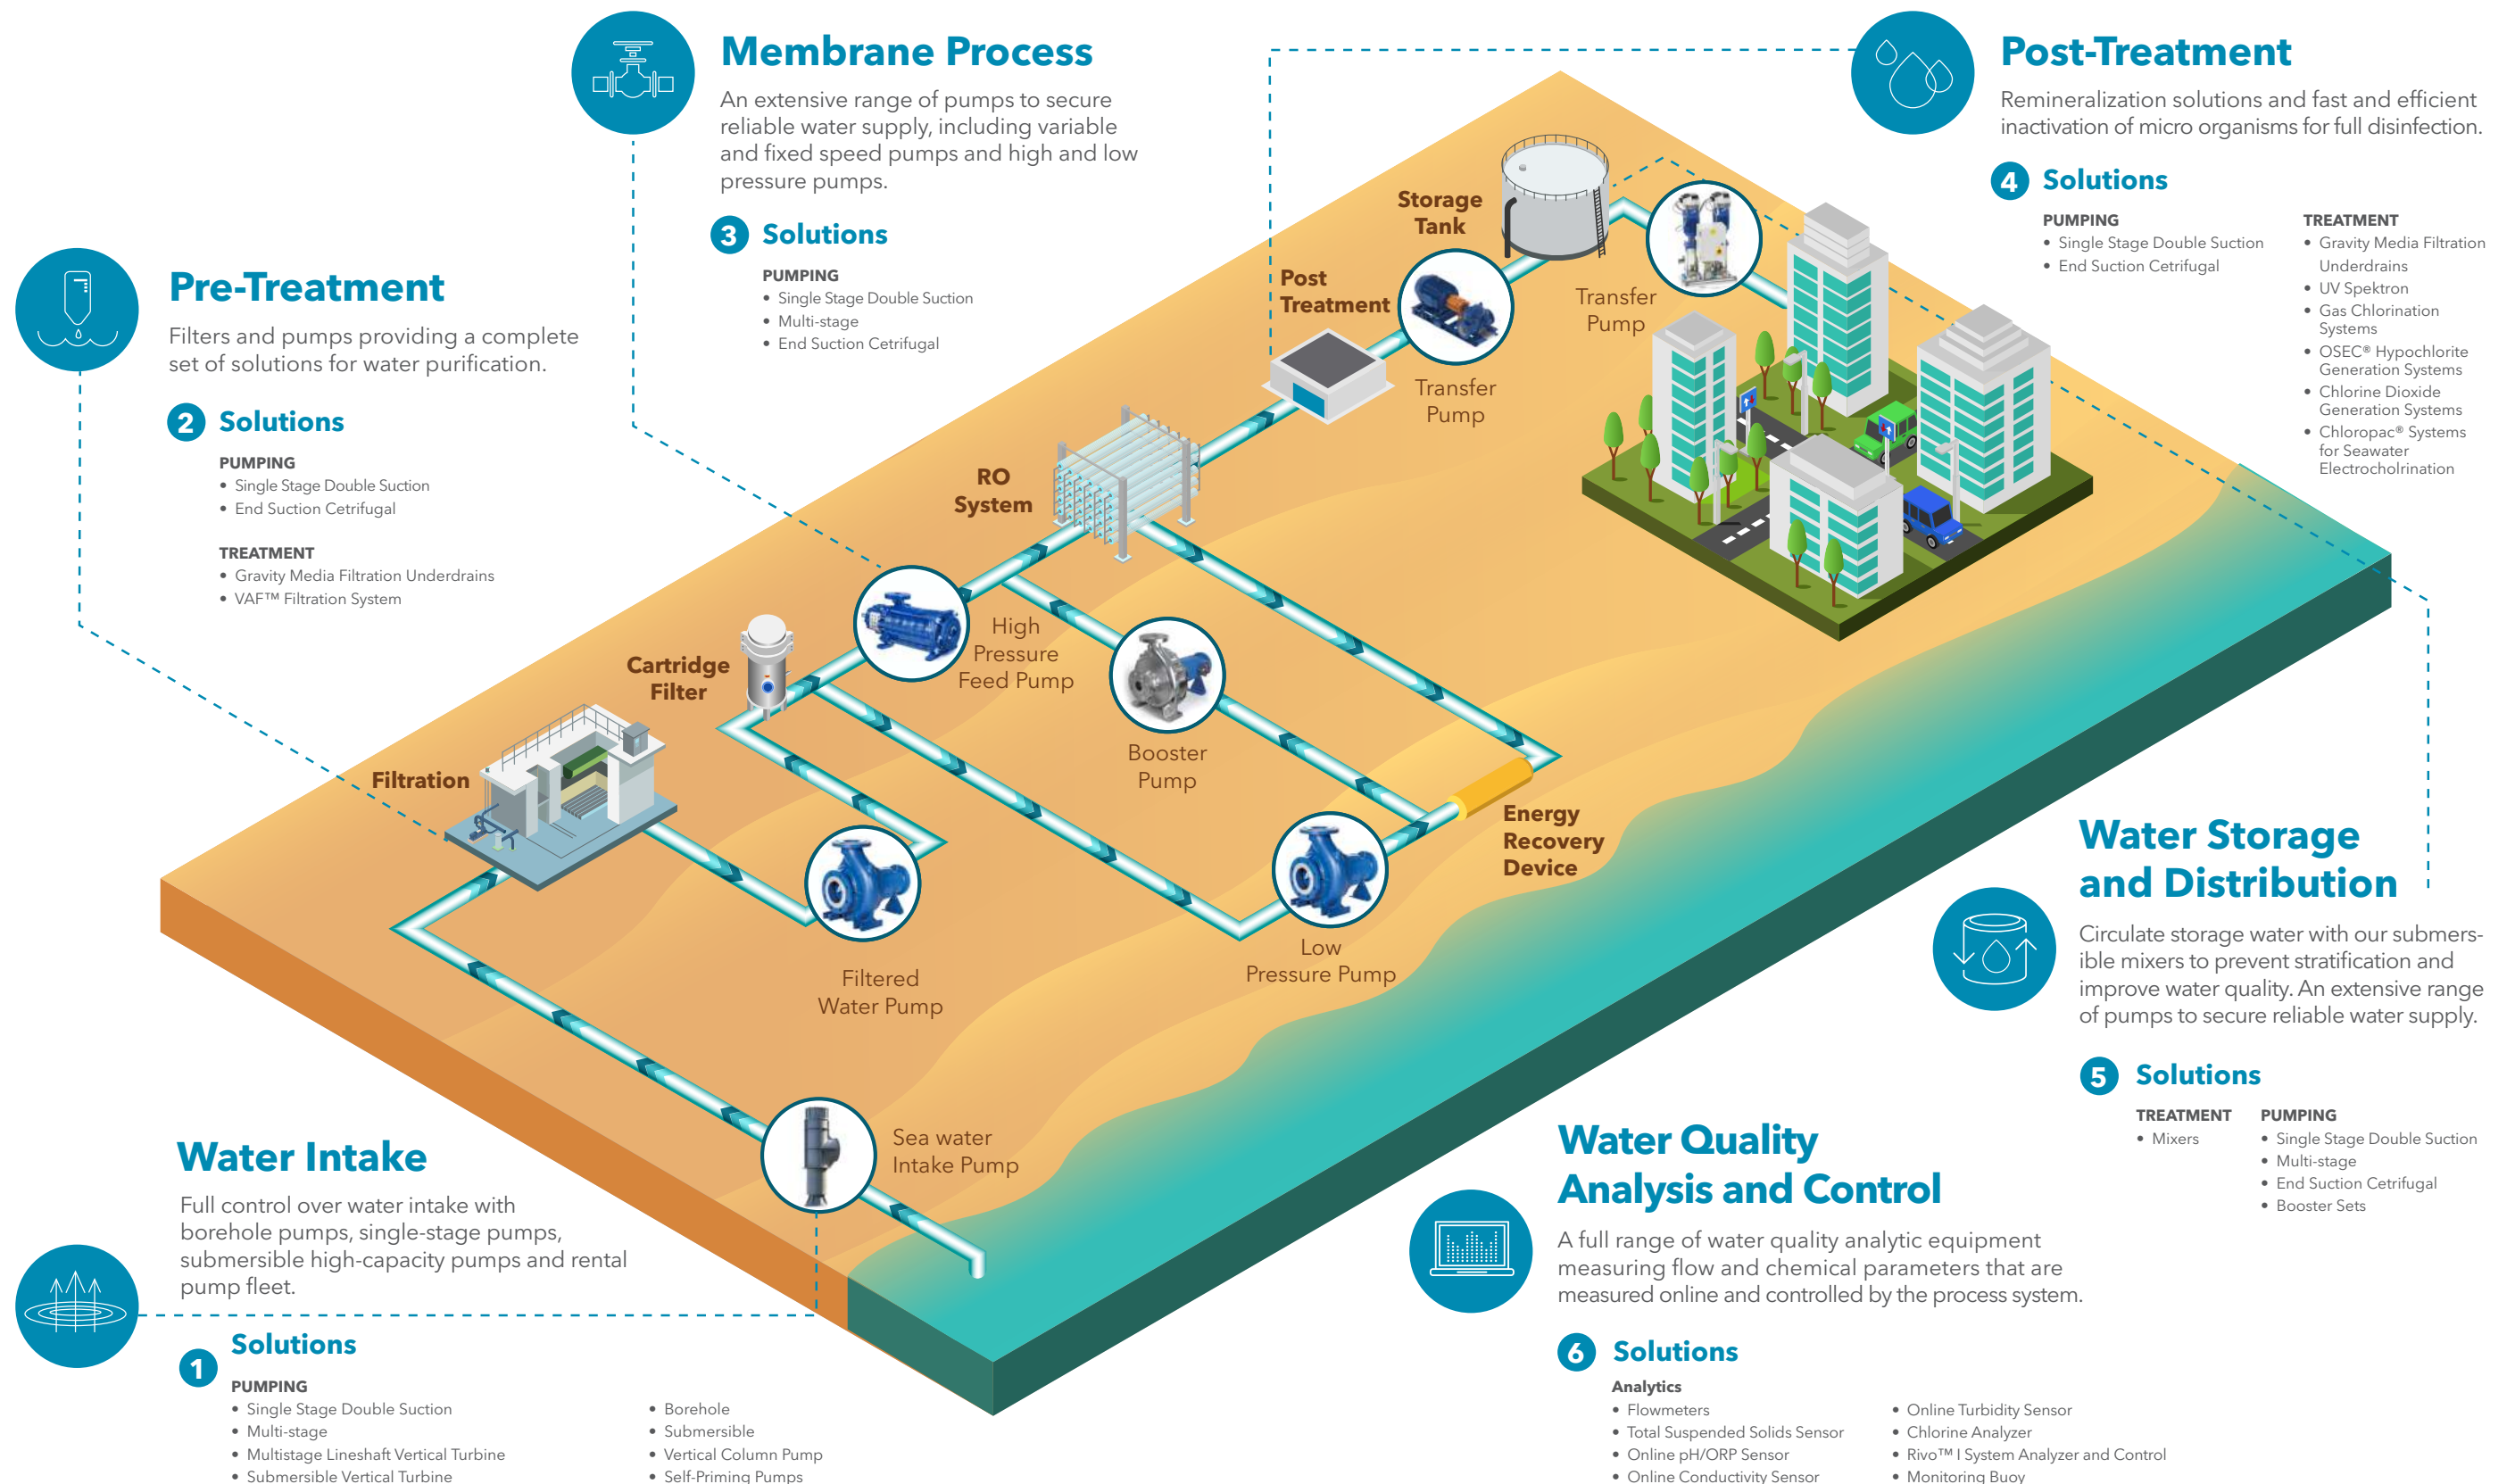 Membrane Process
An extensive range of pumps to secure
reliable water supply, including variable
and fixed speed pumps and high and low
pressure pumps.
3 Solutions
PUMPING
• Single Stage Double Suction
• Multi-stage
• End Suction Cetrifugal
Post-Treatment
Remineralization solutions and fast and efficient
inactivation of micro organisms for full disinfection.
4 Solutions
PUMPING
• Single Stage Double Suction
• End Suction Cetrifugal
TREATMENT
• Gravity Media Filtration
Underdrains
• UV Spektron
• Gas Chlorination
Systems
• OSEC® Hypochlorite
Generation Systems
• Chlorine Dioxide
Generation Systems
• Chloropac® Systems
for Seawater
Electrocholrination
Pre-Treatment
Filters and pumps providing a complete
set of solutions for water purification.
2 Solutions
PUMPING
• Single Stage Double Suction
• End Suction Cetrifugal
TREATMENT
• Gravity Media Filtration Underdrains
• VAF™ Filtration System
Storage
Tank
Post
Treatment
Transfer
Pump
Transfer
Pump
RO
System
High
Pressure
Feed Pump
Cartridge
Filter
Booster
Pump
Filtration
Energy
Recovery
Device
Low
Pressure Pump
Filtered
Water Pump
Sea water
Intake Pump
Water Storage
and Distribution
Circulate storage water with our submers-
ible mixers to prevent stratification and
improve water quality. An extensive range
of pumps to secure reliable water supply.
5 Solutions
TREATMENT
• Mixers
PUMPING
• Single Stage Double Suction
• Multi-stage
• End Suction Cetrifugal
• Booster Sets
Water Intake
Full control over water intake with
borehole pumps, single-stage pumps,
submersible high-capacity pumps and rental
pump fleet.
1 Solutions
PUMPING
• Single Stage Double Suction
• Multi-stage
• Multistage Lineshaft Vertical Turbine
• Submersible Vertical Turbine
• Borehole
• Submersible
• Vertical Column Pump
• Self-Priming Pumps
Water Quality
Analysis and Control
A full range of water quality analytic equipment
measuring flow and chemical parameters that are
measured online and controlled by the process system.
6 Solutions
Analytics
• Flowmeters
• Total Suspended Solids Sensor
• Online pH/ORP Sensor
• Online Conductivity Sensor
• Online Turbidity Sensor
• Chlorine Analyzer
• Rivo™ I System Analyzer and Control
• Monitoring Buoy